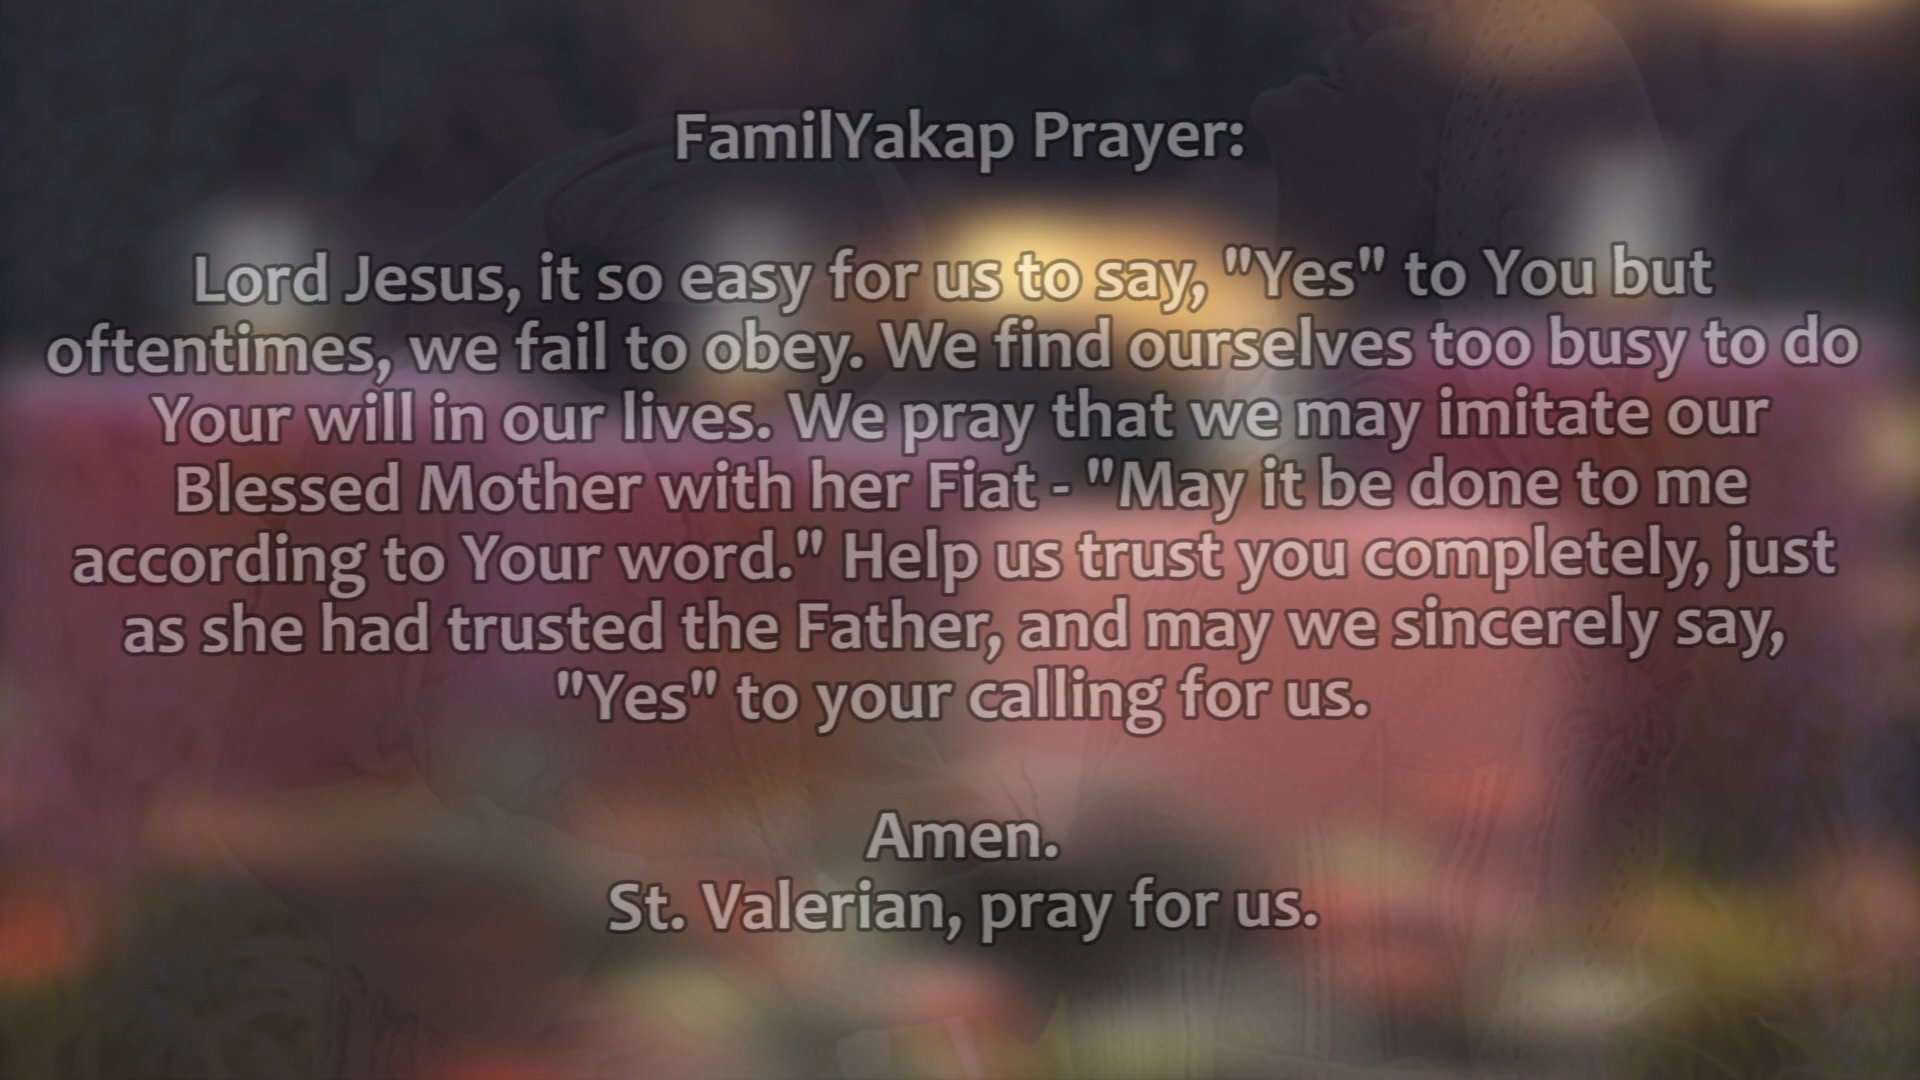 FamilYakap Prayer:
Lord Jesus, it so easy for us to say, "Yes" to You but
oftentimes, we fail to obey. We find ourselves too busy to do
Your will in our lives. We pray that we may imitate our
Blessed Mother with her Fiat - "May it be done to me
according to Your word." Help us trust you completely, just
as she had trusted the Father, and may we sincerely say,
"Yes" to your calling for us.
Amen.
St. Valerian, pray for us.